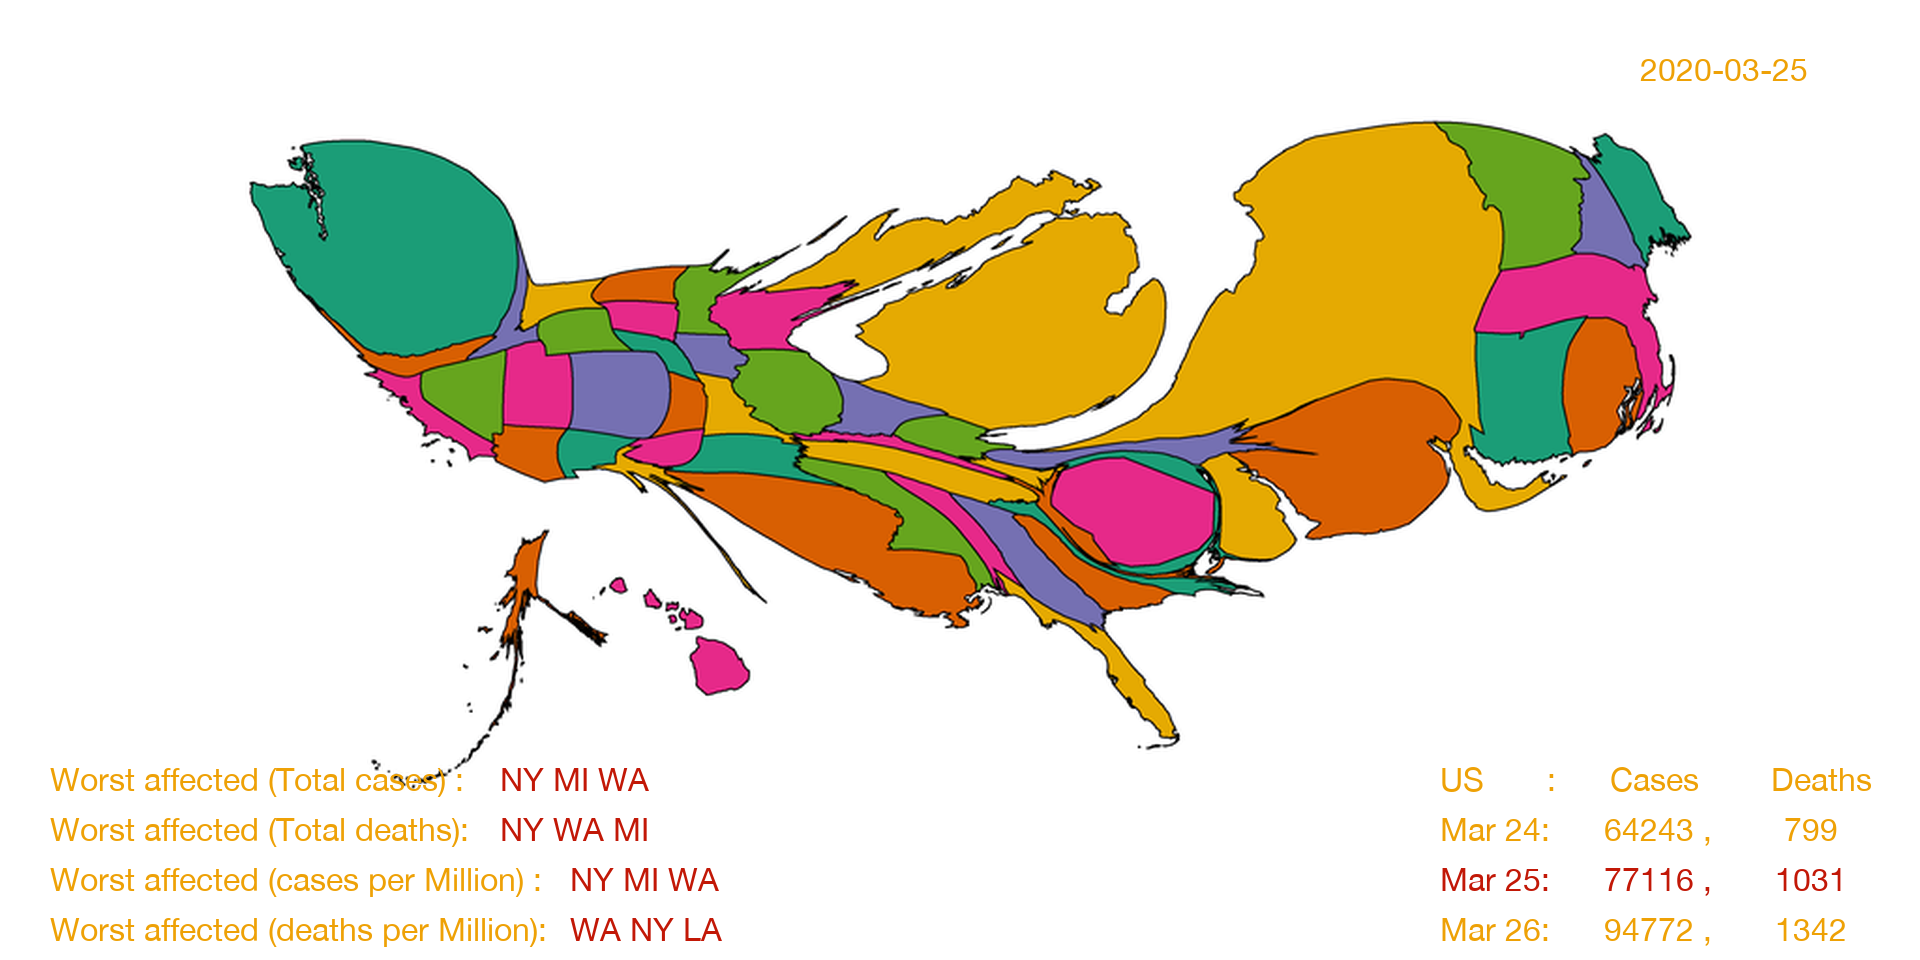 2020-03-25
Worst affected (Total cases) : NY MI WA
Worst affected (Total deaths): NY WA MI
Worst affected (cases per Million) : NY MI WA
Worst affected (deaths per Million): WA NY LA
US : Cases Deaths
Mar 24: 64243 , 799
Mar 25: 77116 , 1031
Mar 26: 94772 , 1342